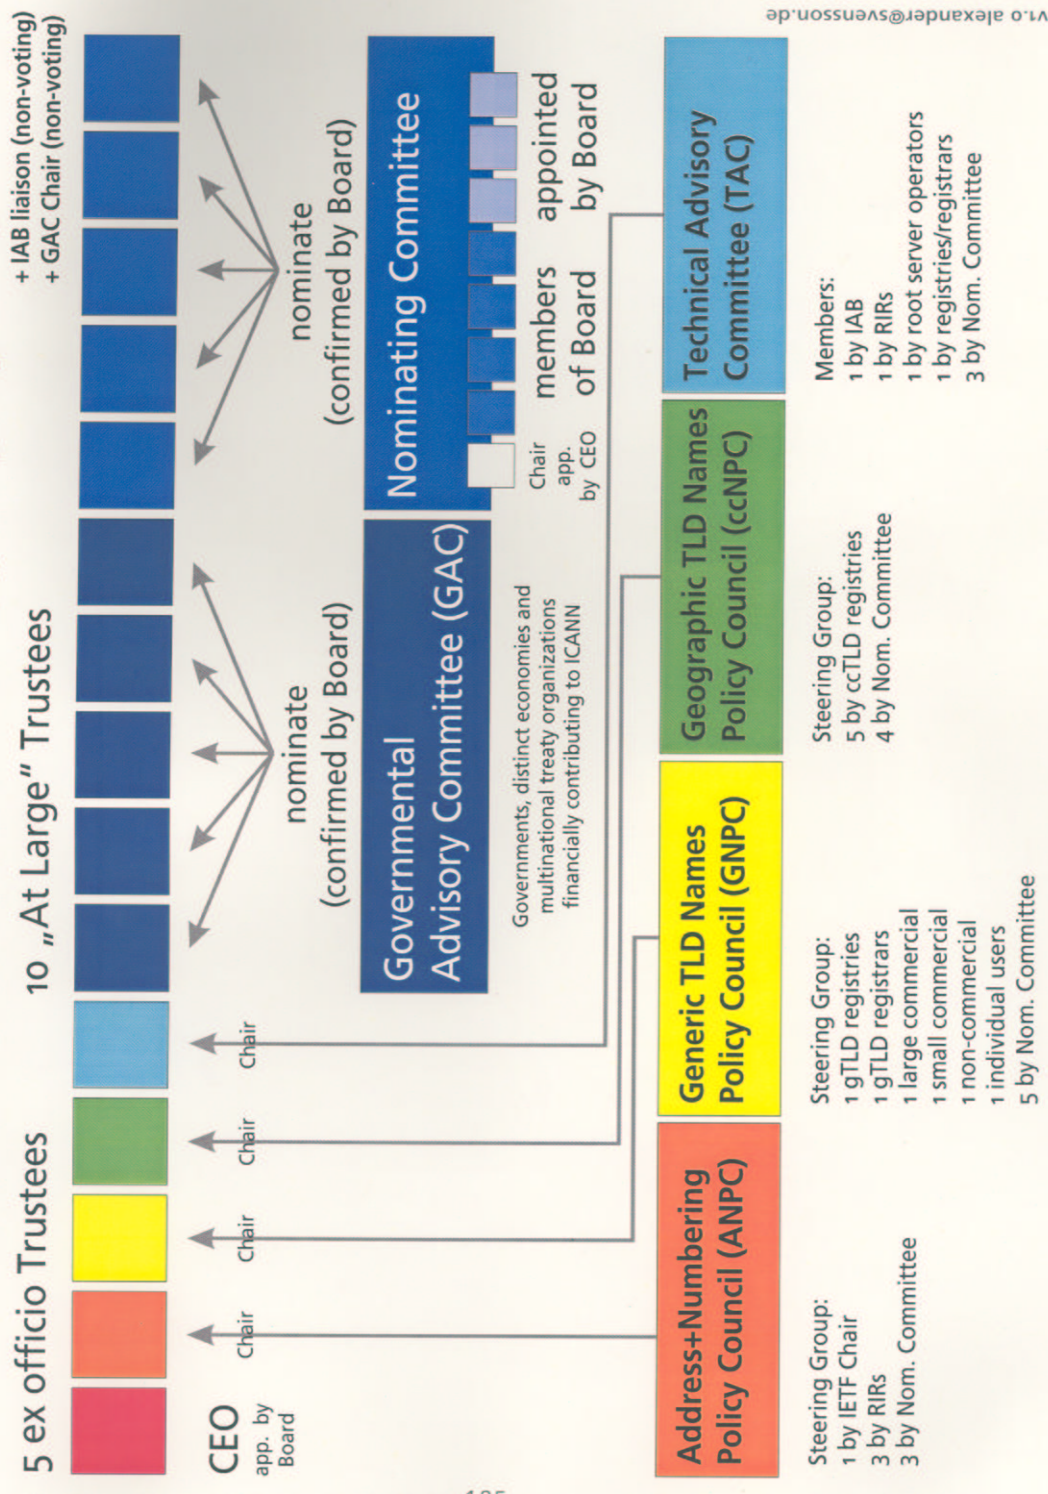 5 ex officio Trustees
10 „At Large” Trustees
+ IAB liaison (non-voting)
+ GAC Chair (non-voting)
CEO
app. by
Board
Chair
Chair
Chair
Chair
nominate
(confirmed by Board)
nominate
(confirmed by Board)
Governmental
Advisory Committee (GAC)
Nominating Committee
Governments, distinct economies and
multinational treaty organizations
financially contributing to ICANN
Chair
app.
by CEO
members
of Board
appointed
by Board
Address+Numbering
Policy Council (ANPC)
Generic TLD Names
Policy Council (GNPC)
Geographic TLD Names
Policy Council (ccNPC)
Technical Advisory
Committee (TAC)
Steering Group:
1 by IETF Chair
3 by RIRs
3 by Nom. Committee
Steering Group:
1 gTLD registries
1 gTLD registrars
1 large commercial
1 small commercial
1 non-commercial
1 individual users
5 by Nom. Committee
Steering Group:
5 by ccTLD registries
4 by Nom. Committee
Members:
1 by IAB
1 by RIRs
1 by root server operators
1 by registries/registrars
3 by Nom. Committee
v1.0 alexander@svensson.de